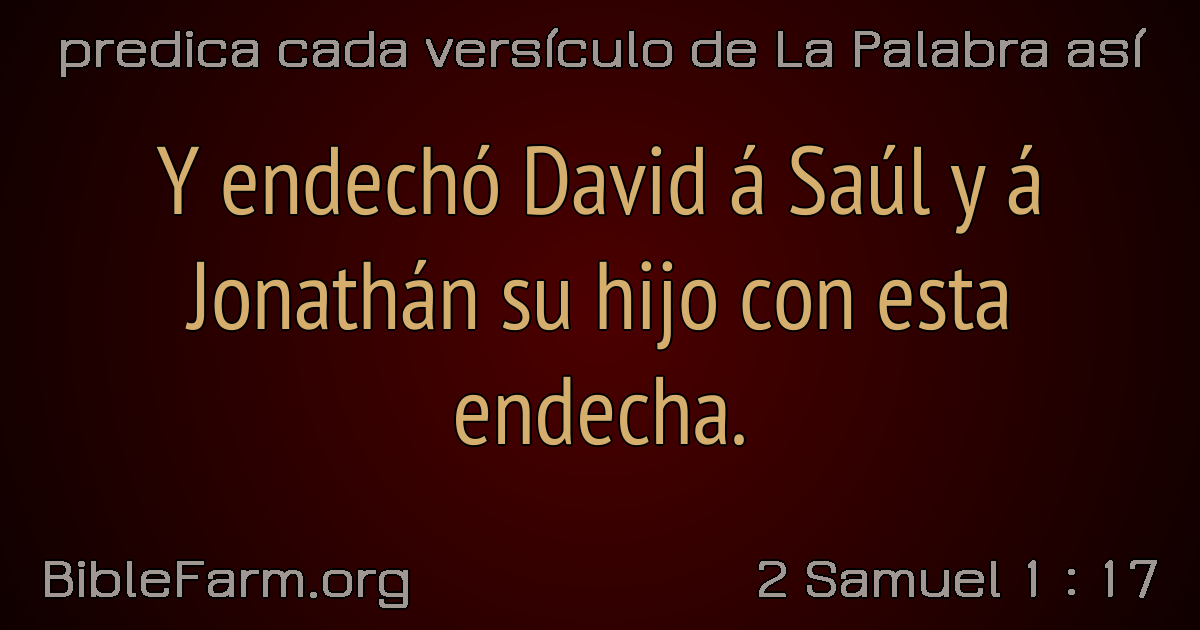 predica cada versículo de La Palabra así
Y endechó David á Saúl y á
Jonathán su hijo con esta
endecha.
BibleFarm.org
2 Samuel 1 : 17